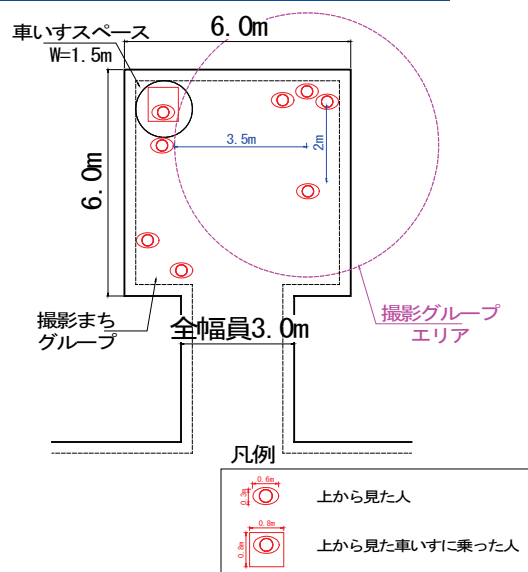 6.0m
車いすスペース
W=1.5m
3.5m
2m
6.0m
撮影まち
グループ
全幅員3.0m
撮影グループ
エリア
凡例
0.6m
0.3m
上から見た人
0.8m
0.8m
上から見た車いすに乗った人